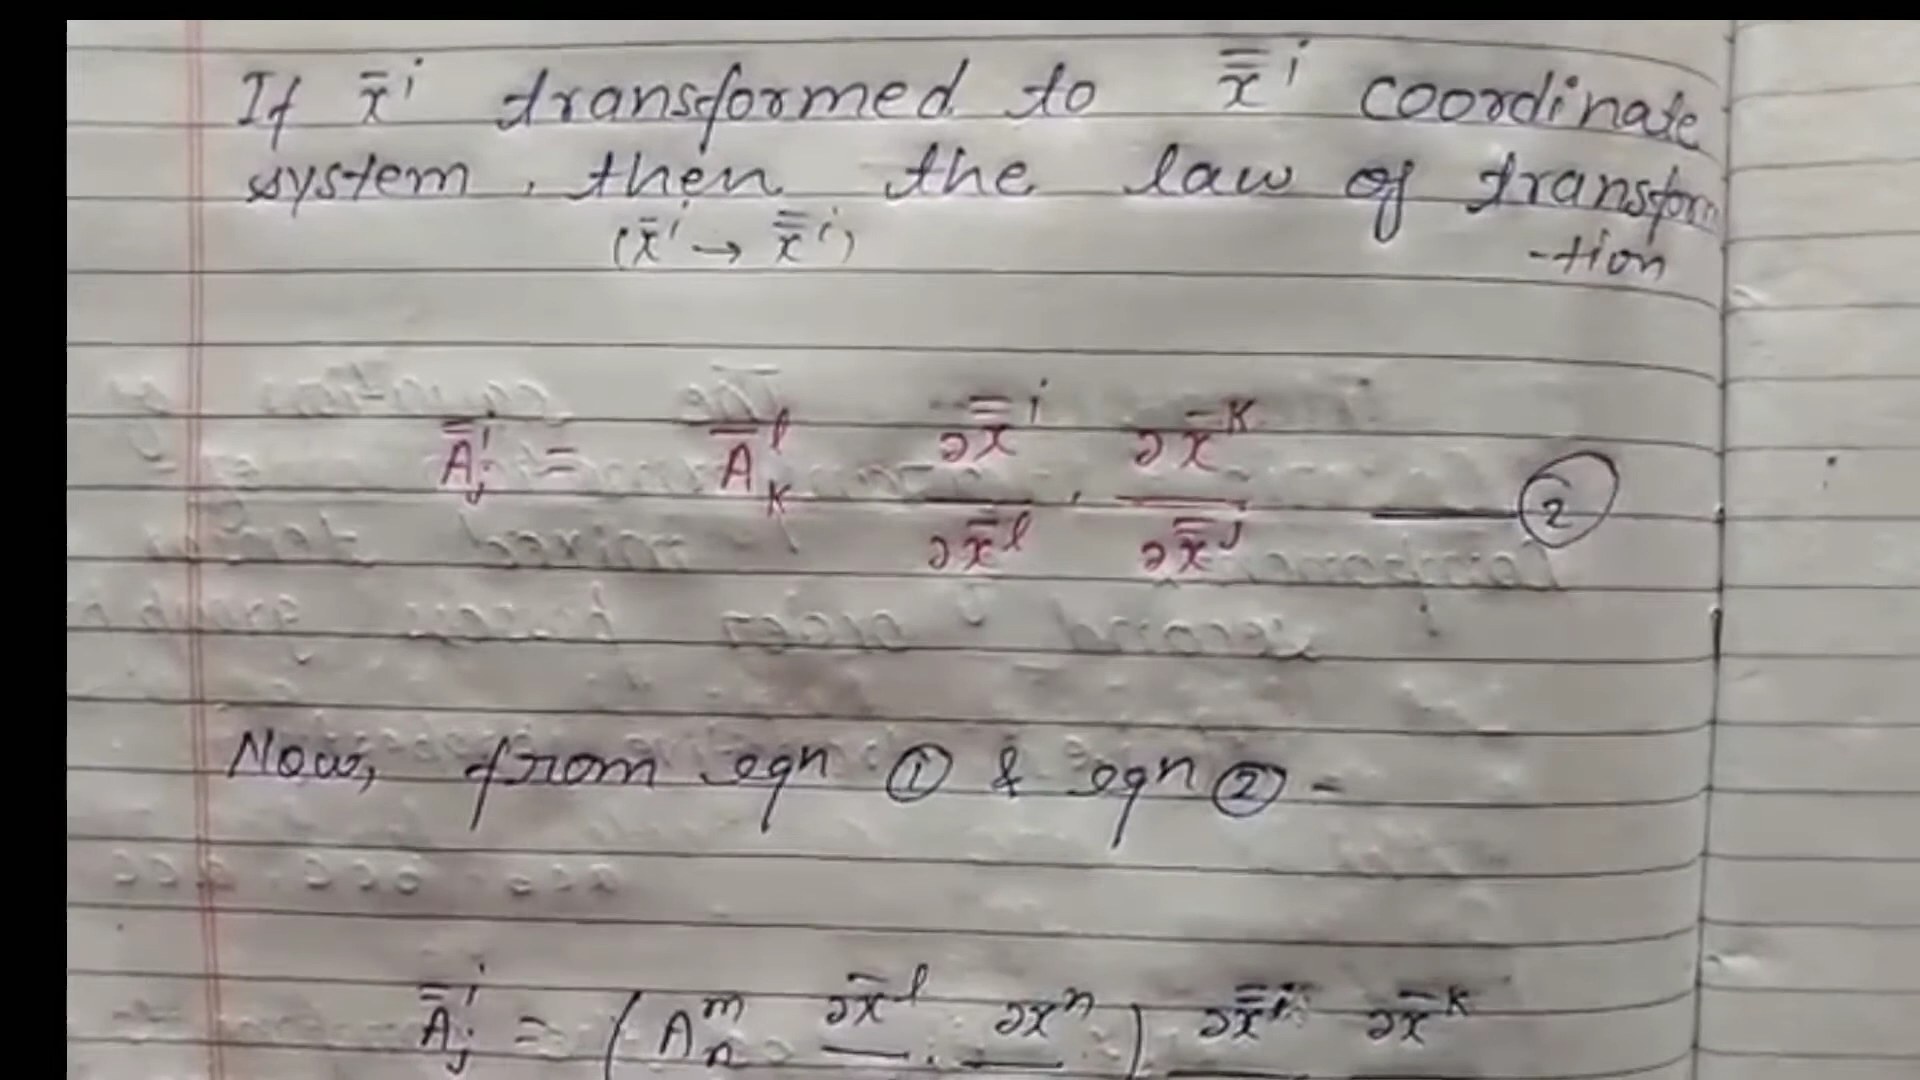 If x̄ⁱ transformed to x̿ⁱ coordinate
system, then the law of transform
(x̄ⁱ → x̿ⁱ) -tion
A̿ⁱⱼ = Āˡₖ ∂x̿ⁱ/∂x̄ˡ . ∂x̄ᵏ/∂x̿ʲ —— ②
Now, from eqn ① & eqn ② -
A̿ⁱⱼ = (Aᵐₙ ∂x̄ˡ . ∂xⁿ) ∂x̿ⁱ ∂x̄ᵏ